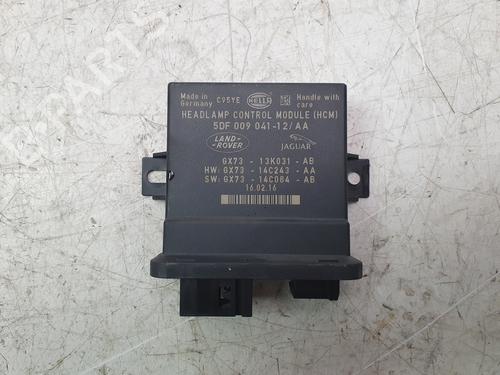 Made in
Germany
C95YE
HELLA
Handle with
care
HEADLAMP CONTROL MODULE (HCM)
5DF 009 041-12/AA
LAND-
ROVER
JAGUAR
GX73 - 13K031 - AB
HW: GX73 - 14C243 - AA
SW: GX73 - 14C084 - AB
16.02.16